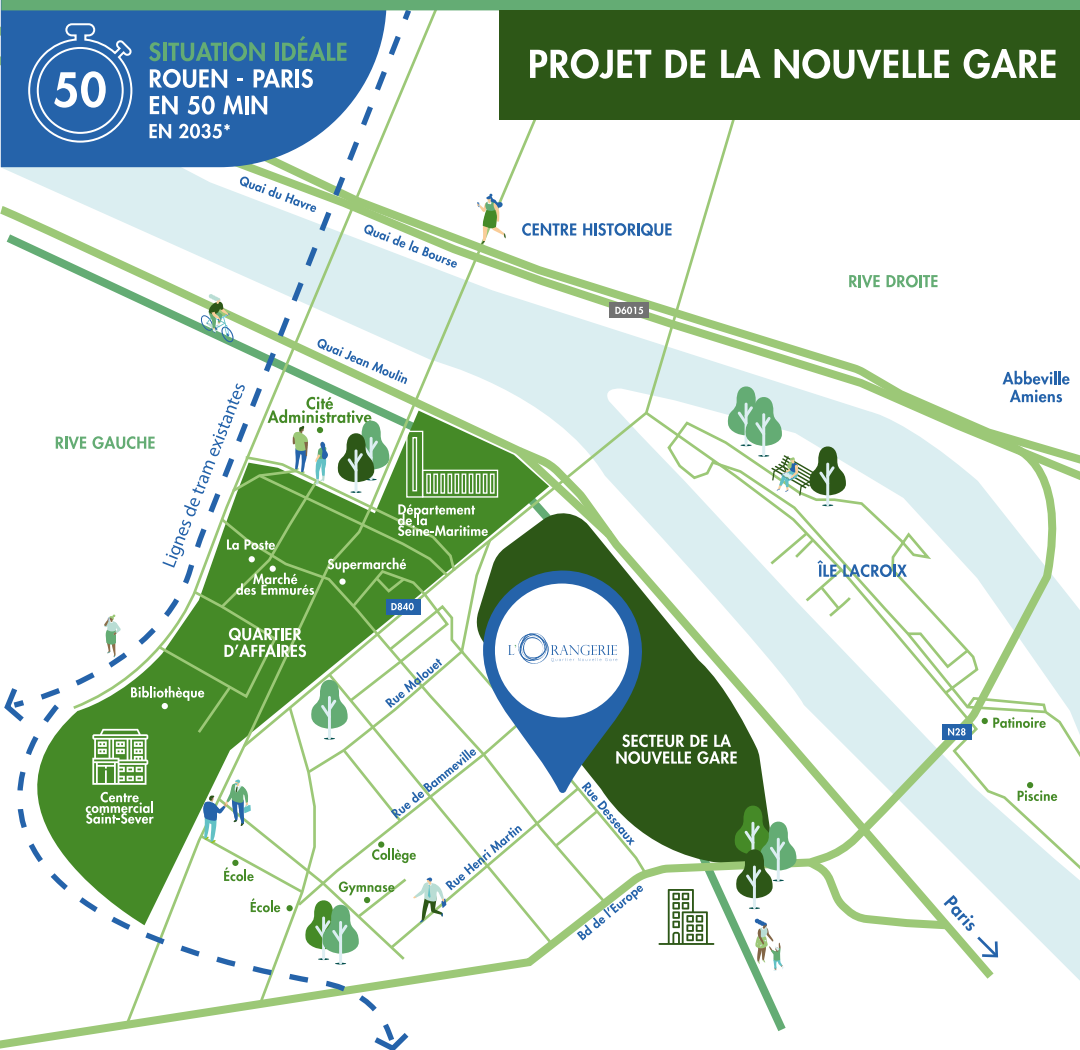 50
SITUATION IDÉALE
ROUEN - PARIS
EN 50 MIN
EN 2035*
PROJET DE LA NOUVELLE GARE
Quai du Havre
Quai de la Bourse
CENTRE HISTORIQUE
RIVE DROITE
D6015
Quai Jean Moulin
Abbeville
Amiens
Cité
Administrative
RIVE GAUCHE
Lignes de tram existantes
Département
de la
Seine-Maritime
La Poste
Supermarché
Marché
des Emmurés
ÎLE LACROIX
D840
QUARTIER
D'AFFAIRES
L'ORANGERIE
Quartier Nouvelle Gare
Rue Malouet
Bibliothèque
Patinoire
N28
SECTEUR DE LA
NOUVELLE GARE
Rue de Bammeville
Centre
commercial
Saint-Sever
Rue Desseaux
Piscine
Rue Henri Martin
Collège
École
Gymnase
École
Bd de l'Europe
Paris